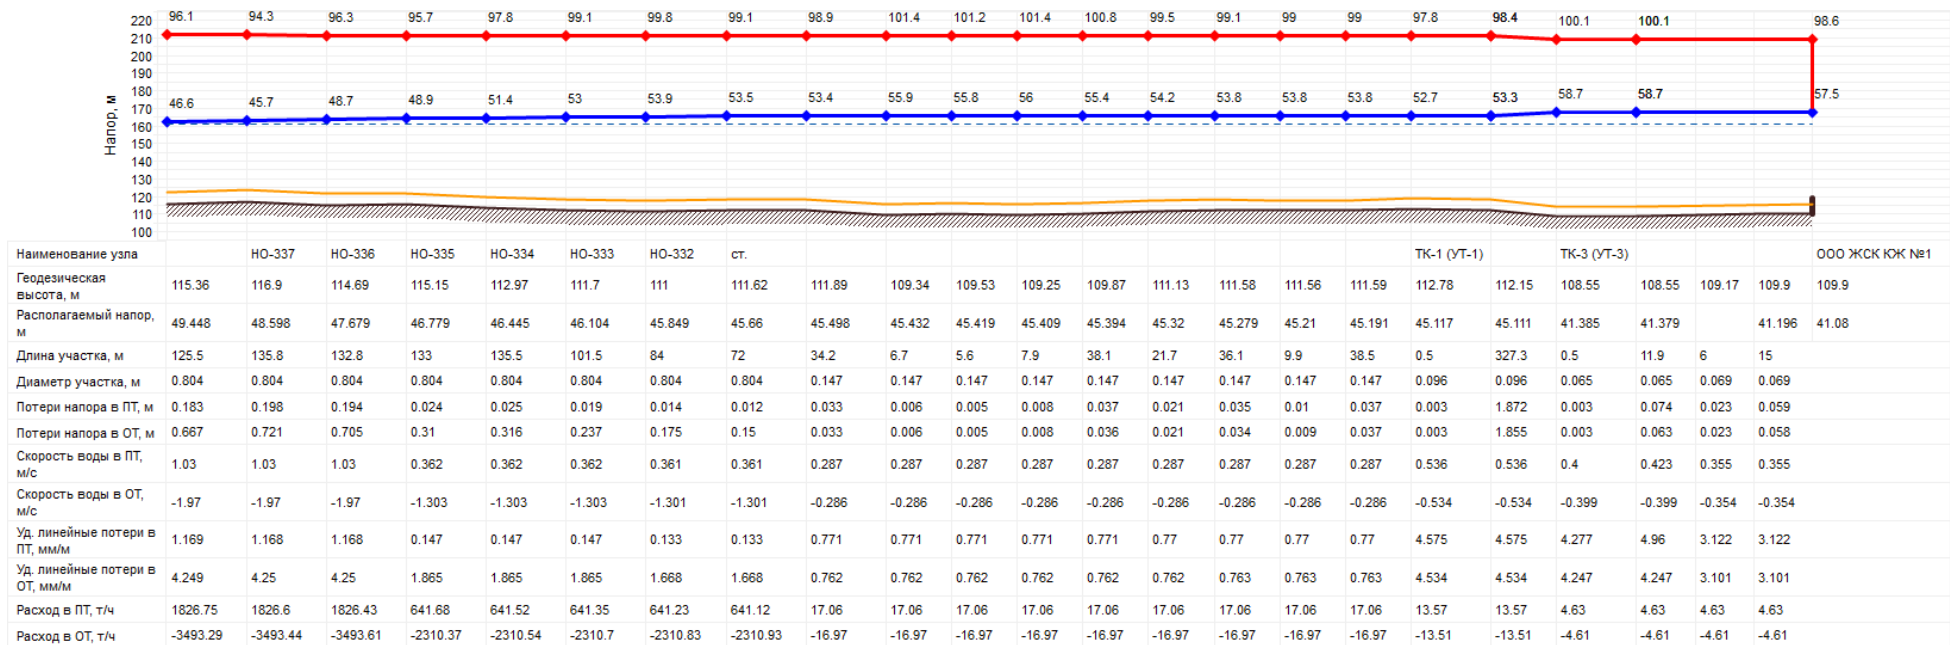 96.1 94.3 96.3 95.7 97.8 99.1 99.8 99.1 98.9 101.4 101.2 101.4 100.8 99.5 99.1 99 99 97.8 98.4 100.1 100.1 98.6
46.6 45.7 48.7 48.9 51.4 53 53.9 53.5 53.4 55.9 55.8 56 55.4 54.2 53.8 53.8 53.8 52.7 53.3 58.7 58.7 57.5
Напор, м
220
210
200
190
180
170
160
150
140
130
120
110
100
Наименование узла НО-337 НО-336 НО-335 НО-334 НО-333 НО-332 ст. ТК-1 (УТ-1) ТК-3 (УТ-3) ООО ЖСК КЖ №1
Геодезическая
высота, м 115.36 116.9 114.69 115.15 112.97 111.7 111 111.62 111.89 109.34 109.53 109.25 109.87 111.13 111.58 111.56 111.59 112.78 112.15 108.55 108.55 109.17 109.9 109.9
Располагаемый напор,
м 49.448 48.598 47.679 46.779 46.445 46.104 45.849 45.66 45.498 45.432 45.419 45.409 45.394 45.32 45.279 45.21 45.191 45.117 45.111 41.385 41.379 41.196 41.08
Длина участка, м 125.5 135.8 132.8 133 135.5 101.5 84 72 34.2 6.7 5.6 7.9 38.1 21.7 36.1 9.9 38.5 0.5 327.3 0.5 11.9 6 15
Диаметр участка, м 0.804 0.804 0.804 0.804 0.804 0.804 0.804 0.804 0.147 0.147 0.147 0.147 0.147 0.147 0.147 0.147 0.147 0.096 0.096 0.065 0.065 0.069 0.069
Потери напора в ПТ, м 0.183 0.198 0.194 0.024 0.025 0.019 0.014 0.012 0.033 0.006 0.005 0.008 0.037 0.021 0.035 0.01 0.037 0.003 1.872 0.003 0.074 0.023 0.059
Потери напора в ОТ, м 0.667 0.721 0.705 0.31 0.316 0.237 0.175 0.15 0.033 0.006 0.005 0.008 0.036 0.021 0.034 0.009 0.037 0.003 1.855 0.003 0.063 0.023 0.058
Скорость воды в ПТ,
м/с 1.03 1.03 1.03 0.362 0.362 0.362 0.361 0.361 0.287 0.287 0.287 0.287 0.287 0.287 0.287 0.287 0.287 0.536 0.536 0.4 0.423 0.355 0.355
Скорость воды в ОТ,
м/с -1.97 -1.97 -1.97 -1.303 -1.303 -1.303 -1.301 -1.301 -0.286 -0.286 -0.286 -0.286 -0.286 -0.286 -0.286 -0.286 -0.286 -0.534 -0.534 -0.399 -0.399 -0.354 -0.354
Уд. линейные потери в
ПТ, мм/м 1.169 1.168 1.168 0.147 0.147 0.147 0.133 0.133 0.771 0.771 0.771 0.771 0.771 0.77 0.77 0.77 0.77 4.575 4.575 4.277 4.96 3.122 3.122
Уд. линейные потери в
ОТ, мм/м 4.249 4.25 4.25 1.865 1.865 1.865 1.668 1.668 0.762 0.762 0.762 0.762 0.762 0.762 0.763 0.763 0.763 4.534 4.534 4.247 4.247 3.101 3.101
Расход в ПТ, т/ч 1826.75 1826.6 1826.43 641.68 641.52 641.35 641.23 641.12 17.06 17.06 17.06 17.06 17.06 17.06 17.06 17.06 17.06 13.57 13.57 4.63 4.63 4.63 4.63
Расход в ОТ, т/ч -3493.29 -3493.44 -3493.61 -2310.37 -2310.54 -2310.7 -2310.83 -2310.93 -16.97 -16.97 -16.97 -16.97 -16.97 -16.97 -16.97 -16.97 -16.97 -13.51 -13.51 -4.61 -4.61 -4.61 -4.61